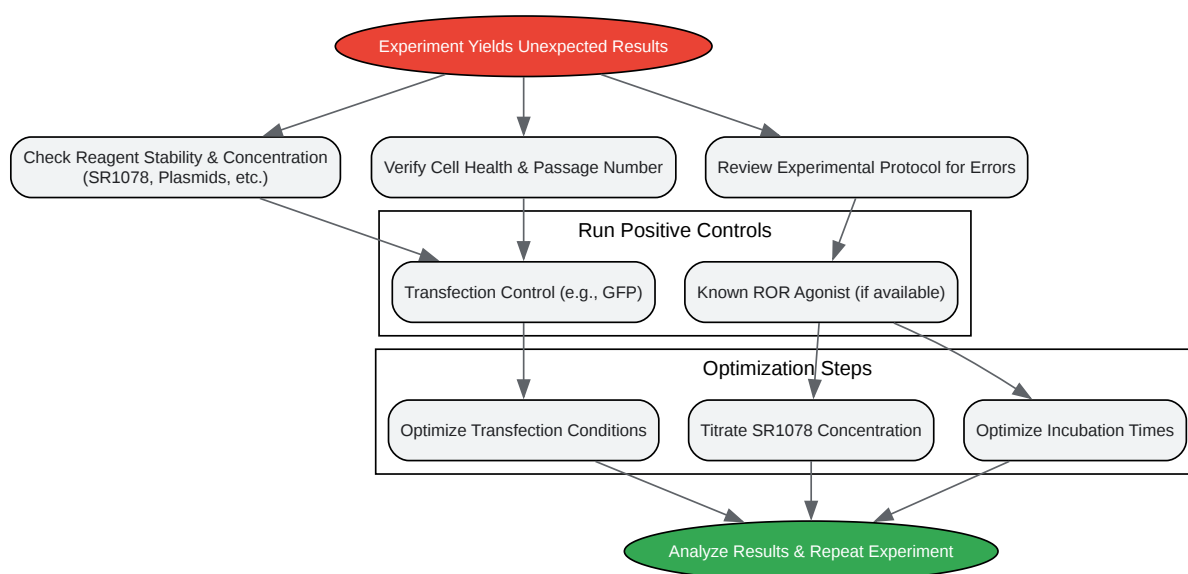 Experiment Yields Unexpected Results
Check Reagent Stability & Concentration
(SR1078, Plasmids, etc.)
Verify Cell Health & Passage Number
Review Experimental Protocol for Errors
Run Positive Controls
Transfection Control (e.g., GFP)
Known ROR Agonist (if available)
Optimization Steps
Optimize Transfection Conditions
Titrate SR1078 Concentration
Optimize Incubation Times
Analyze Results & Repeat Experiment